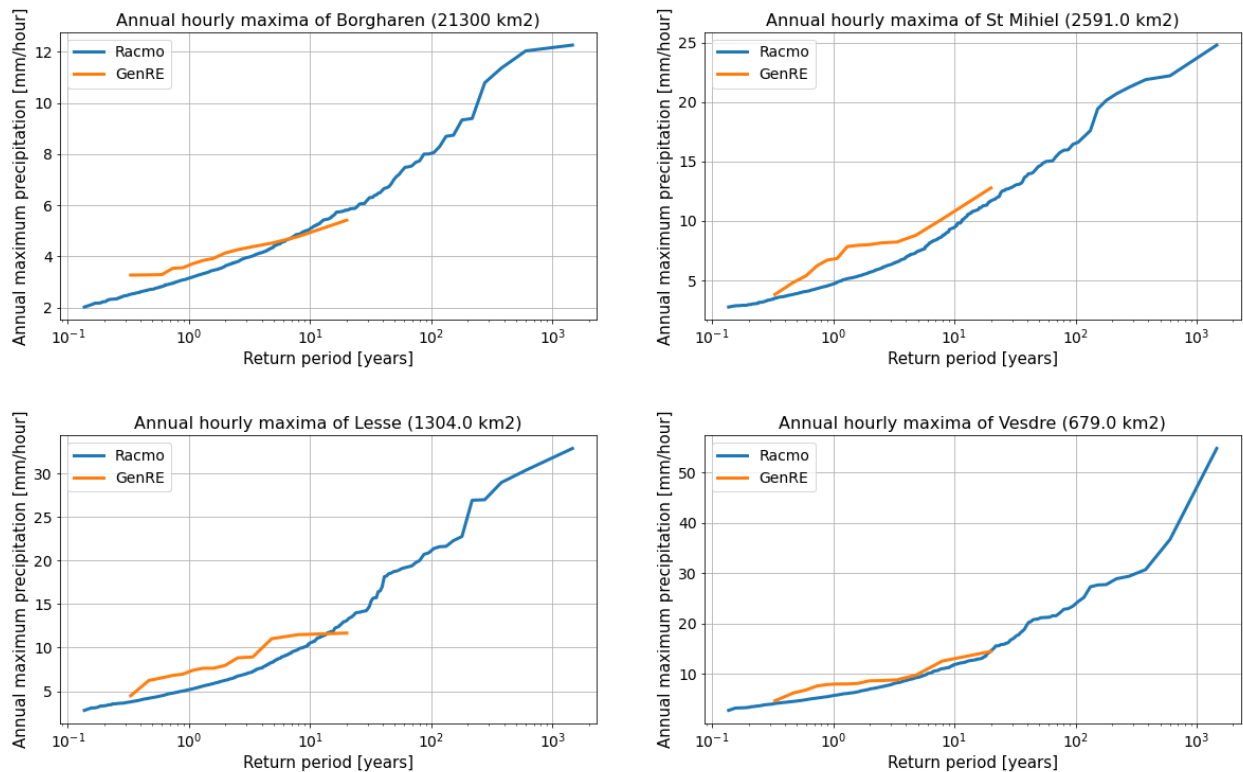 Annual hourly maxima of Borgharen (21300 km2)
Annual maximum precipitation [mm/hour]
12
10
8
6
4
2
Racmo
GenRE
10⁻¹
10⁰
10¹
10²
10³
Return period [years]
Annual hourly maxima of St Mihiel (2591.0 km2)
Annual maximum precipitation [mm/hour]
25
20
15
10
5
Racmo
GenRE
10⁻¹
10⁰
10¹
10²
10³
Return period [years]
Annual hourly maxima of Lesse (1304.0 km2)
Annual maximum precipitation [mm/hour]
30
25
20
15
10
5
Racmo
GenRE
10⁻¹
10⁰
10¹
10²
10³
Return period [years]
Annual hourly maxima of Vesdre (679.0 km2)
Annual maximum precipitation [mm/hour]
50
40
30
20
10
Racmo
GenRE
10⁻¹
10⁰
10¹
10²
10³
Return period [years]